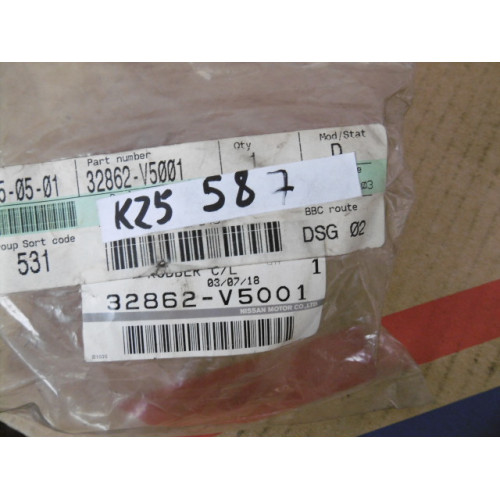 Part number
Qty
Mod/Stat
5-05-01
32862-V5001
1
D
K25 587
BBC route
Sort code
DSG 02
531
C/L
03/07/18
1
32862-V5001
NISSAN MOTOR CO.,LTD.